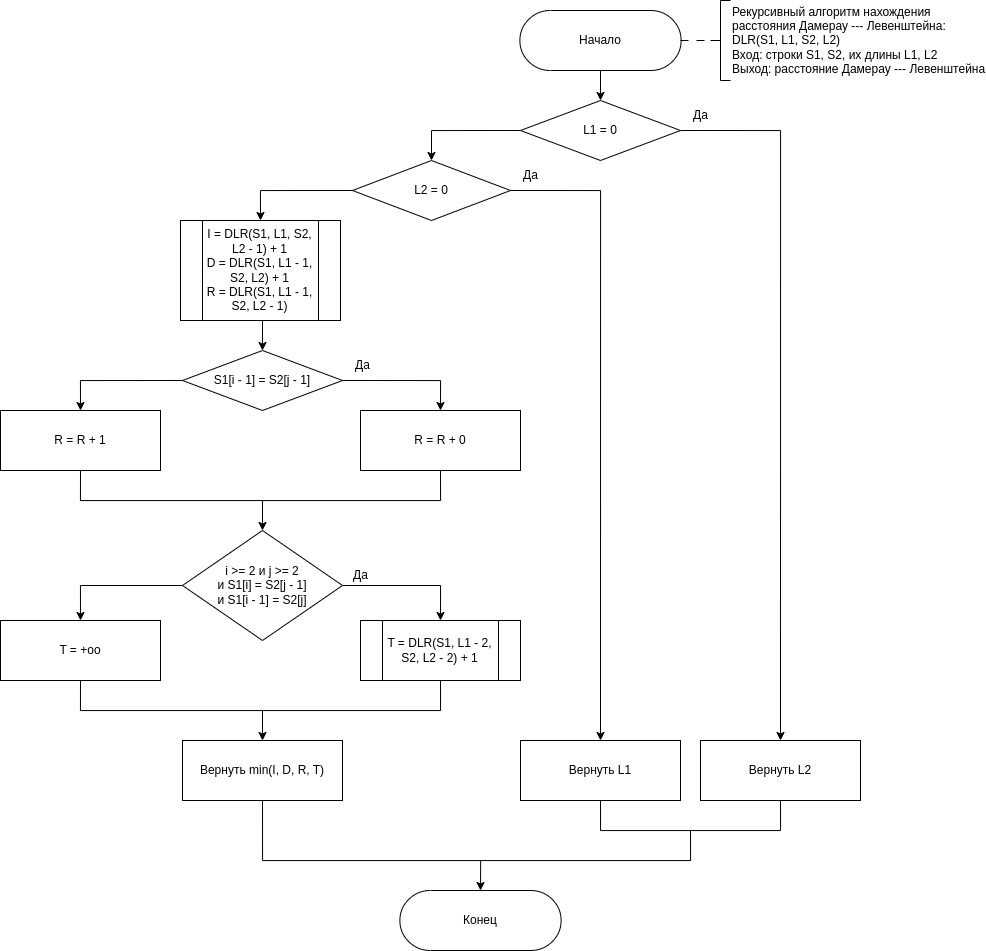 Начало
Рекурсивный алгоритм нахождения
расстояния Дамерау --- Левенштейна:
DLR(S1, L1, S2, L2)
Вход: строки S1, S2, их длины L1, L2
Выход: расстояние Дамерау --- Левенштейна
L1 = 0
Да
L2 = 0
Да
I = DLR(S1, L1, S2,
L2 - 1) + 1
D = DLR(S1, L1 - 1,
S2, L2) + 1
R = DLR(S1, L1 - 1,
S2, L2 - 1)
S1[i - 1] = S2[j - 1]
Да
R = R + 1
R = R + 0
i >= 2 и j >= 2
и S1[i] = S2[j - 1]
и S1[i - 1] = S2[j]
Да
T = +oo
T = DLR(S1, L1 - 2,
S2, L2 - 2) + 1
Вернуть min(I, D, R, T)
Вернуть L1
Вернуть L2
Конец